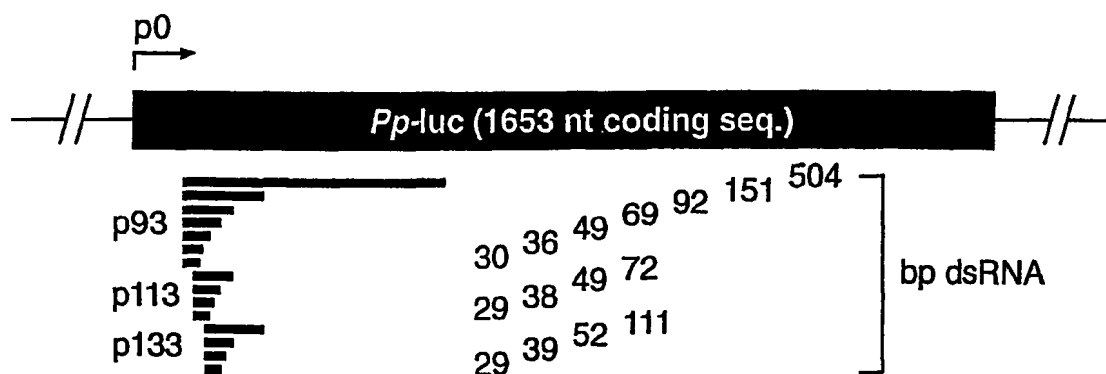 p0
Pp-luc (1653 nt coding seq.)
p93
30 36 49 69 92 151 504
p113
29 38 49 72
p133
29 39 52 111
bp dsRNA